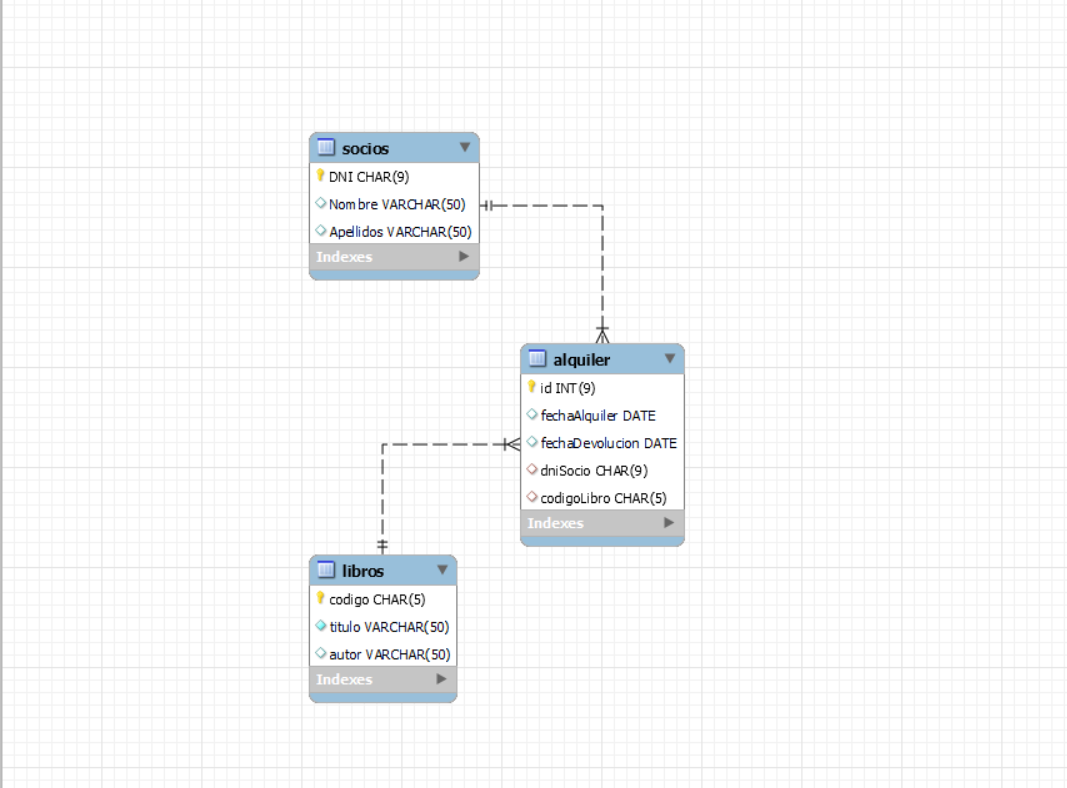 socios
DNI CHAR(9)
Nombre VARCHAR(50)
Apellidos VARCHAR(50)
Indexes
alquiler
id INT(9)
fechaAlquiler DATE
fechaDevolucion DATE
dniSocio CHAR(9)
codigoLibro CHAR(5)
Indexes
libros
codigo CHAR(5)
titulo VARCHAR(50)
autor VARCHAR(50)
Indexes